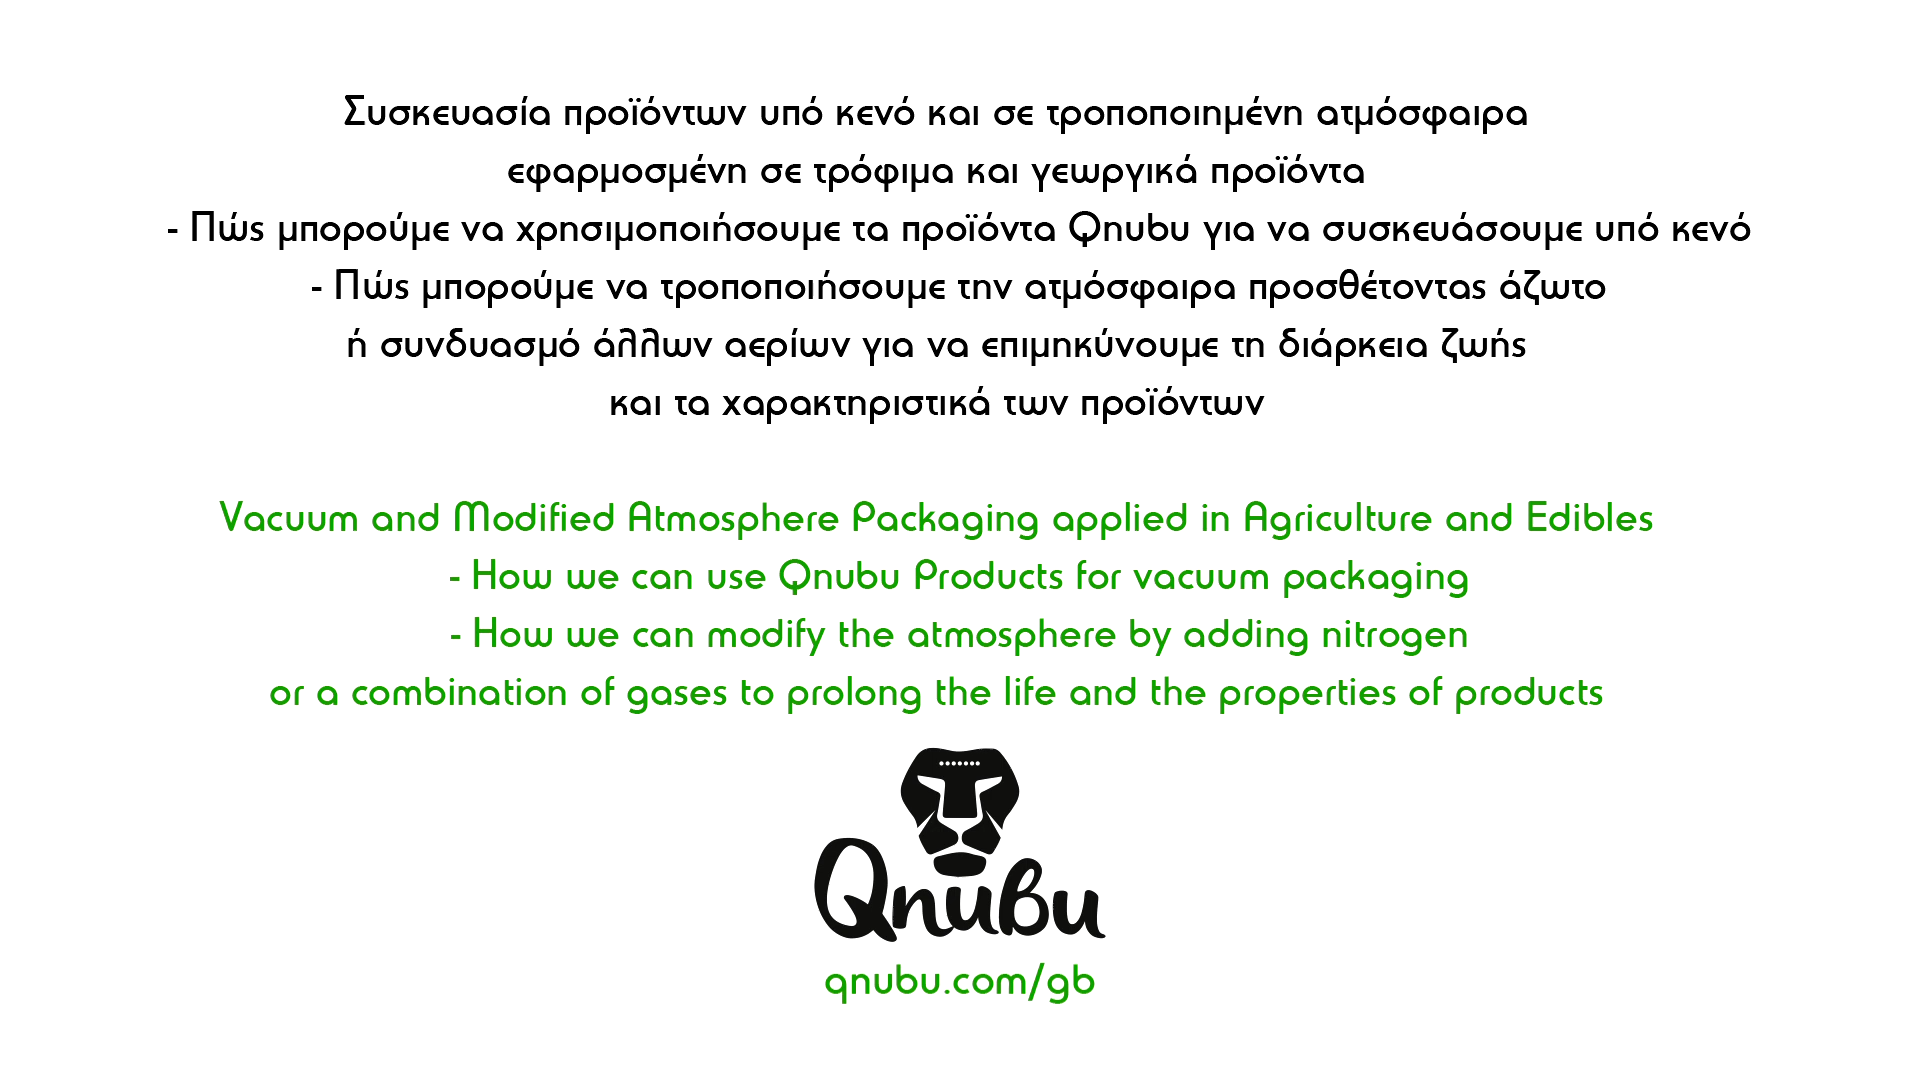 Συσκευασία προϊόντων υπό κενό και σε τροποποιημένη ατμόσφαιρα
εφαρμοσμένη σε τρόφιμα και γεωργικά προϊόντα
- Πώς μπορούμε να χρησιμοποιήσουμε τα προϊόντα Qnubu για να συσκευάσουμε υπό κενό
- Πώς μπορούμε να τροποποιήσουμε την ατμόσφαιρα προσθέτοντας άζωτο
ή συνδυασμό άλλων αερίων για να επιμηκύνουμε τη διάρκεια ζωής
και τα χαρακτηριστικά των προϊόντων
Vacuum and Modified Atmosphere Packaging applied in Agriculture and Edibles
- How we can use Qnubu Products for vacuum packaging
- How we can modify the atmosphere by adding nitrogen
or a combination of gases to prolong the life and the properties of products
Qnubu
qnubu.com/gb